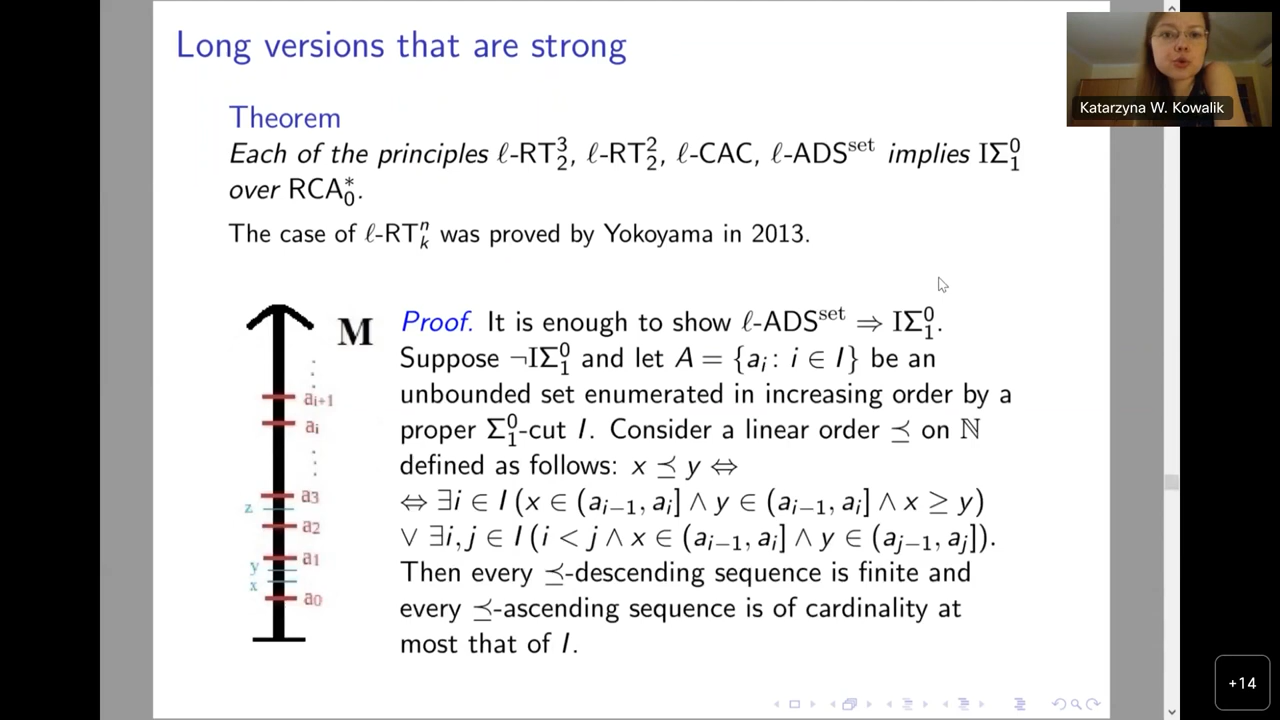 Long versions that are strong
Katarzyna W. Kowalik
Theorem
Each of the principles ℓ-RT³₂, ℓ-RT²₂, ℓ-CAC, ℓ-ADSˢᵉᵗ implies IΣ⁰₁
over RCA*₀.
The case of ℓ-RTⁿₖ was proved by Yokoyama in 2013.
M
aᵢ₊₁
aᵢ
a3
z
a2
a1
y
x
a0
Proof. It is enough to show ℓ-ADSˢᵉᵗ ⇒ IΣ⁰₁.
Suppose ¬IΣ⁰₁ and let A = {aᵢ : i ∈ I} be an
unbounded set enumerated in increasing order by a
proper Σ⁰₁-cut I. Consider a linear order ⪯ on ℕ
defined as follows: x ⪯ y ⇔
⇔ ∃i ∈ I (x ∈ (aᵢ₋₁, aᵢ] ∧ y ∈ (aᵢ₋₁, aᵢ] ∧ x ≥ y)
∨ ∃i, j ∈ I (i < j ∧ x ∈ (aᵢ₋₁, aᵢ] ∧ y ∈ (aⱼ₋₁, aⱼ]).
Then every ⪯-descending sequence is finite and
every ⪯-ascending sequence is of cardinality at
most that of I.
+14